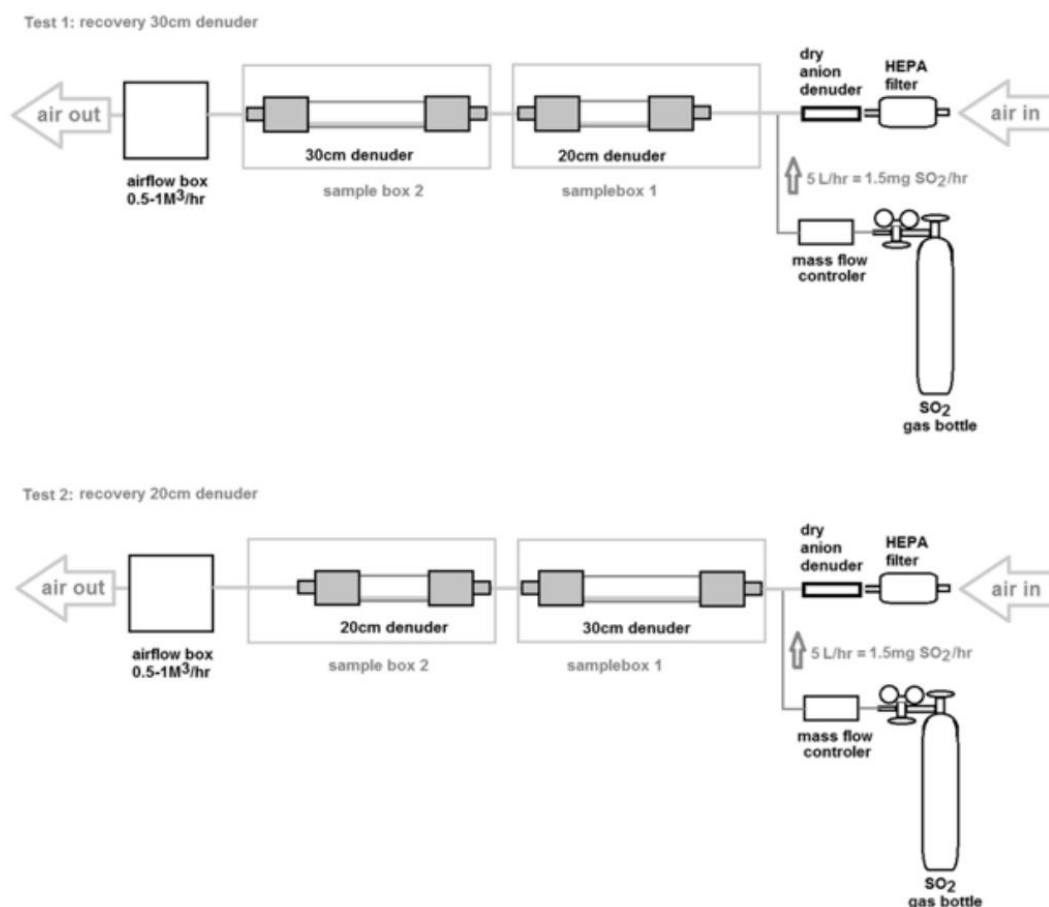 Test 1: recovery 30cm denuder
dry
anion
denuder
HEPA
filter
air out
air in
30cm denuder
20cm denuder
airflow box
0.5-1M³/hr
sample box 2
samplebox 1
5 L/hr = 1.5mg SO₂/hr
mass flow
controler
SO₂
gas bottle
Test 2: recovery 20cm denuder
dry
anion
denuder
HEPA
filter
air out
air in
20cm denuder
30cm denuder
airflow box
0.5-1M³/hr
sample box 2
samplebox 1
5 L/hr = 1.5mg SO₂/hr
mass flow
controler
SO₂
gas bottle